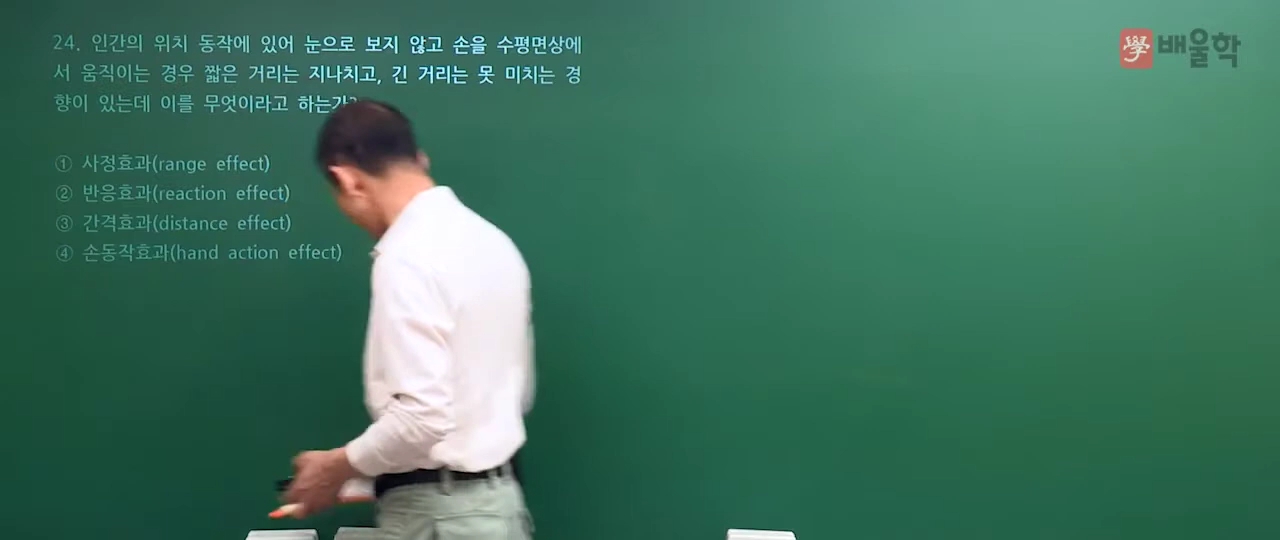 24. 인간의 위치 동작에 있어 눈으로 보지 않고 손을 수평면상에
서 움직이는 경우 짧은 거리는 지나치고, 긴 거리는 못 미치는 경
향이 있는데 이를 무엇이라고 하는가?
① 사정효과(range effect)
② 반응효과(reaction effect)
③ 간격효과(distance effect)
④ 손동작효과(hand action effect)
學 배울학